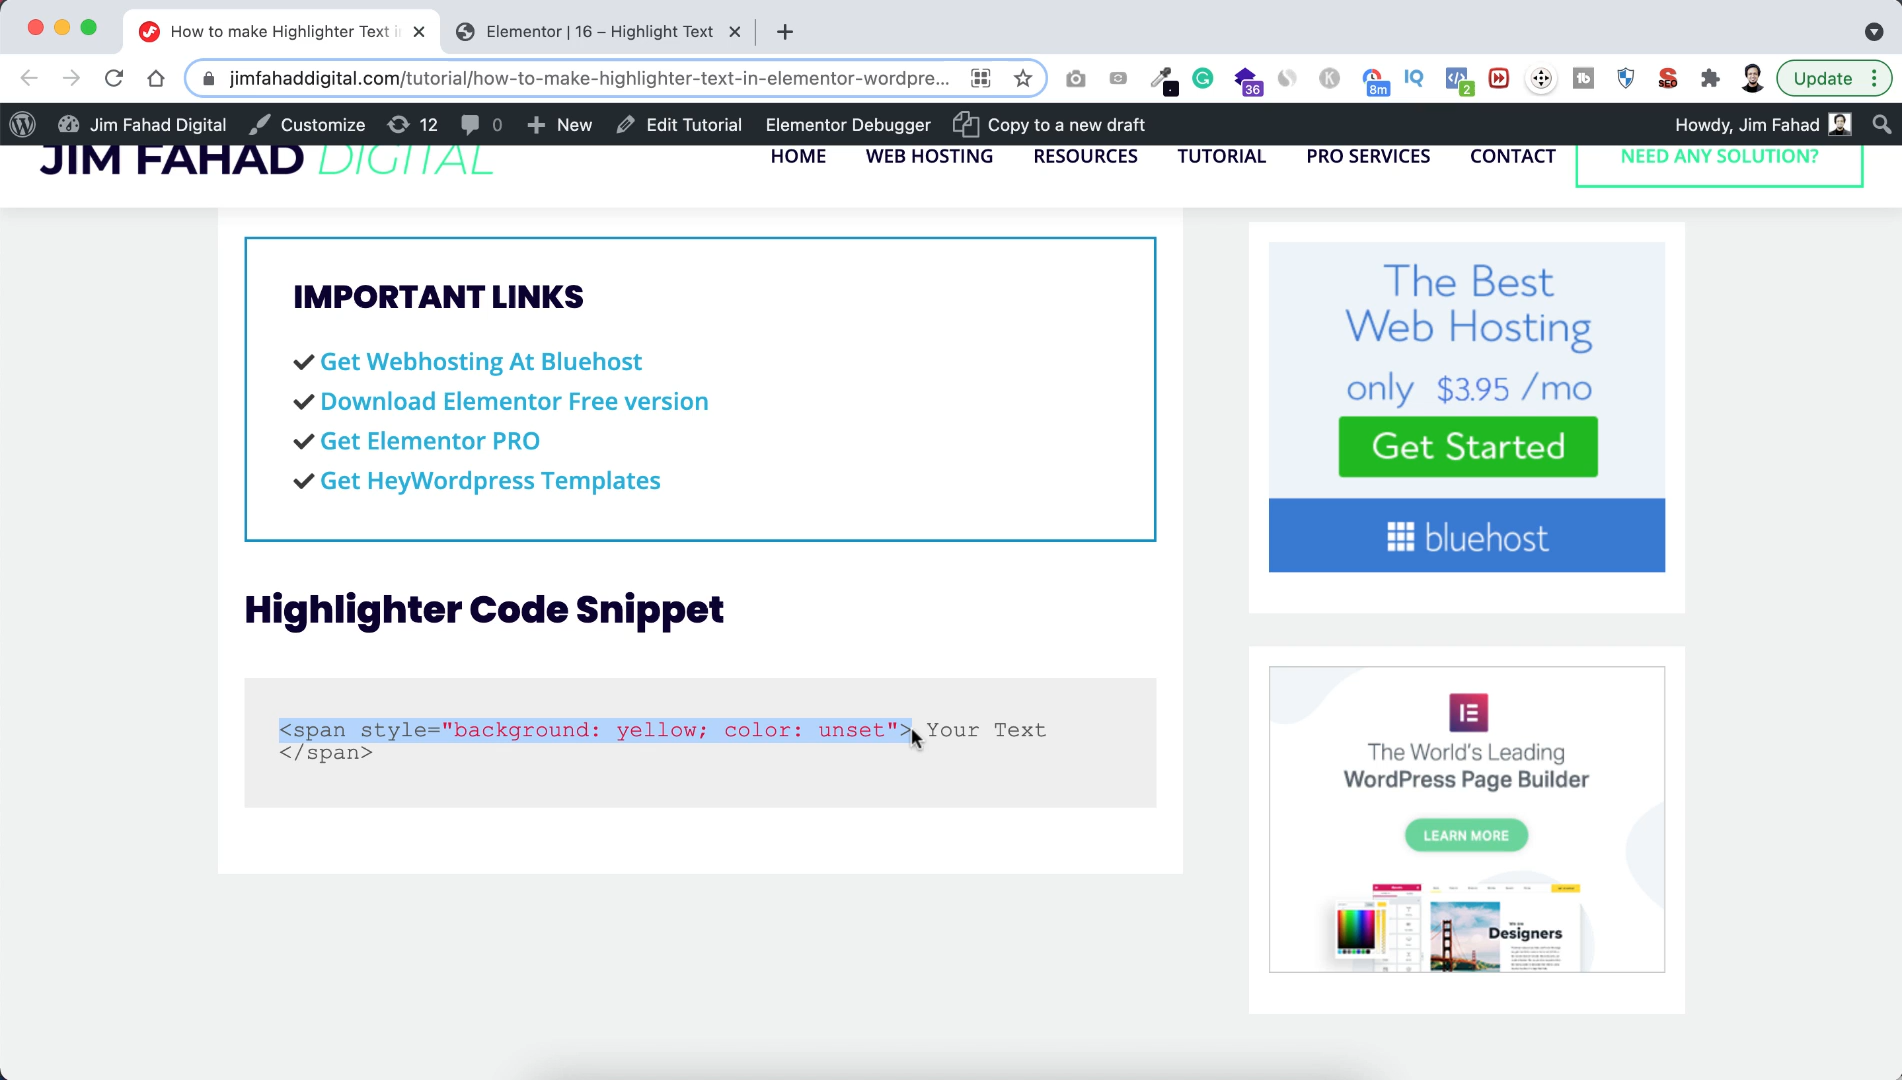 How to make Highlighter Text i
Elementor | 16 – Highlight Text
jimfahaddigital.com/tutorial/how-to-make-highlighter-text-in-elementor-wordpre...
36
8m
IQ
2
SEO
Update
Jim Fahad Digital
Customize
12
0
New
Edit Tutorial
Elementor Debugger
Copy to a new draft
Howdy, Jim Fahad
JIM FAHAD DIGITAL
HOME
WEB HOSTING
RESOURCES
TUTORIAL
PRO SERVICES
CONTACT
NEED ANY SOLUTION?
IMPORTANT LINKS
Get Webhosting At Bluehost
Download Elementor Free version
Get Elementor PRO
Get HeyWordpress Templates
Highlighter Code Snippet
<span style="background: yellow; color: unset"> Your Text
</span>
The Best
Web Hosting
only $3.95 /mo
Get Started
bluehost
The World's Leading
WordPress Page Builder
LEARN MORE
Designers